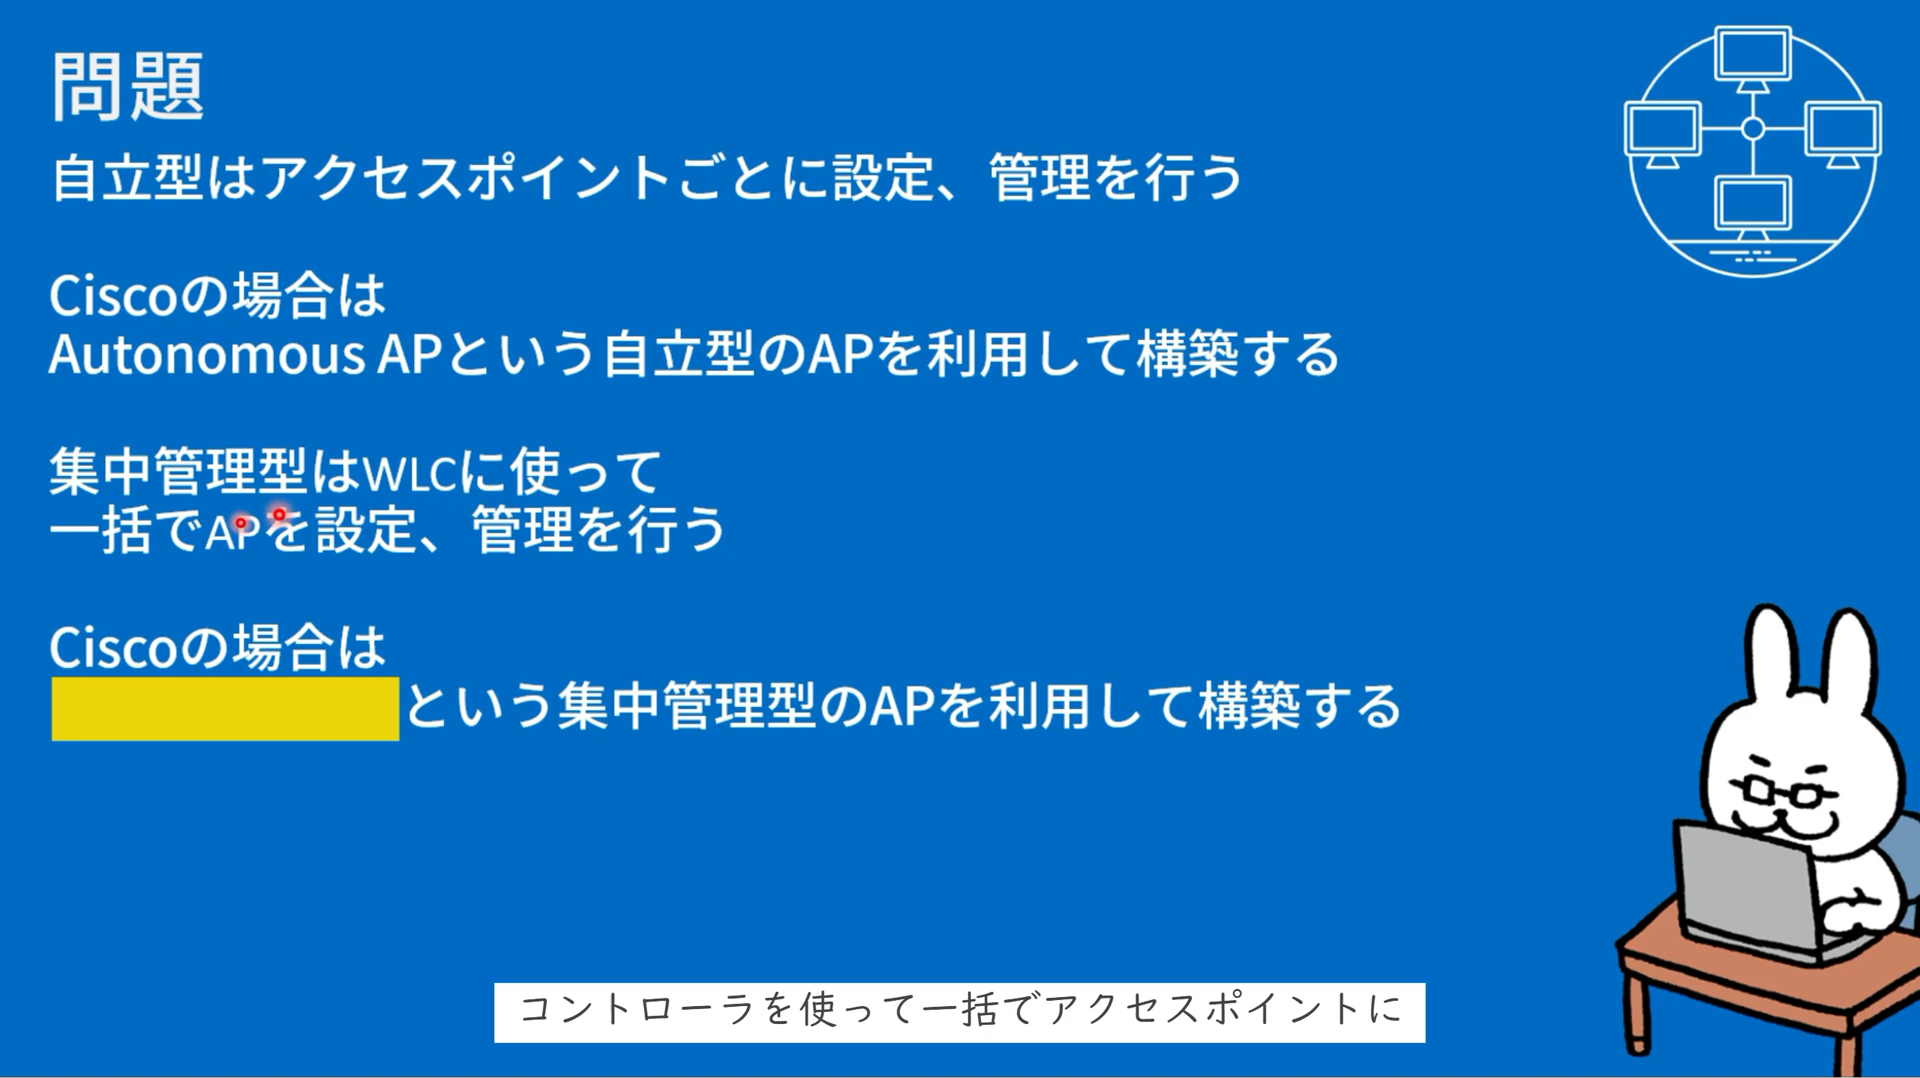 問題
自立型はアクセスポイントごとに設定、管理を行う
Ciscoの場合は
Autonomous APという自立型のAPを利用して構築する
集中管理型はWLCに使って
一括でAPを設定、管理を行う
Ciscoの場合は
という集中管理型のAPを利用して構築する
コントローラを使って一括でアクセスポイントに